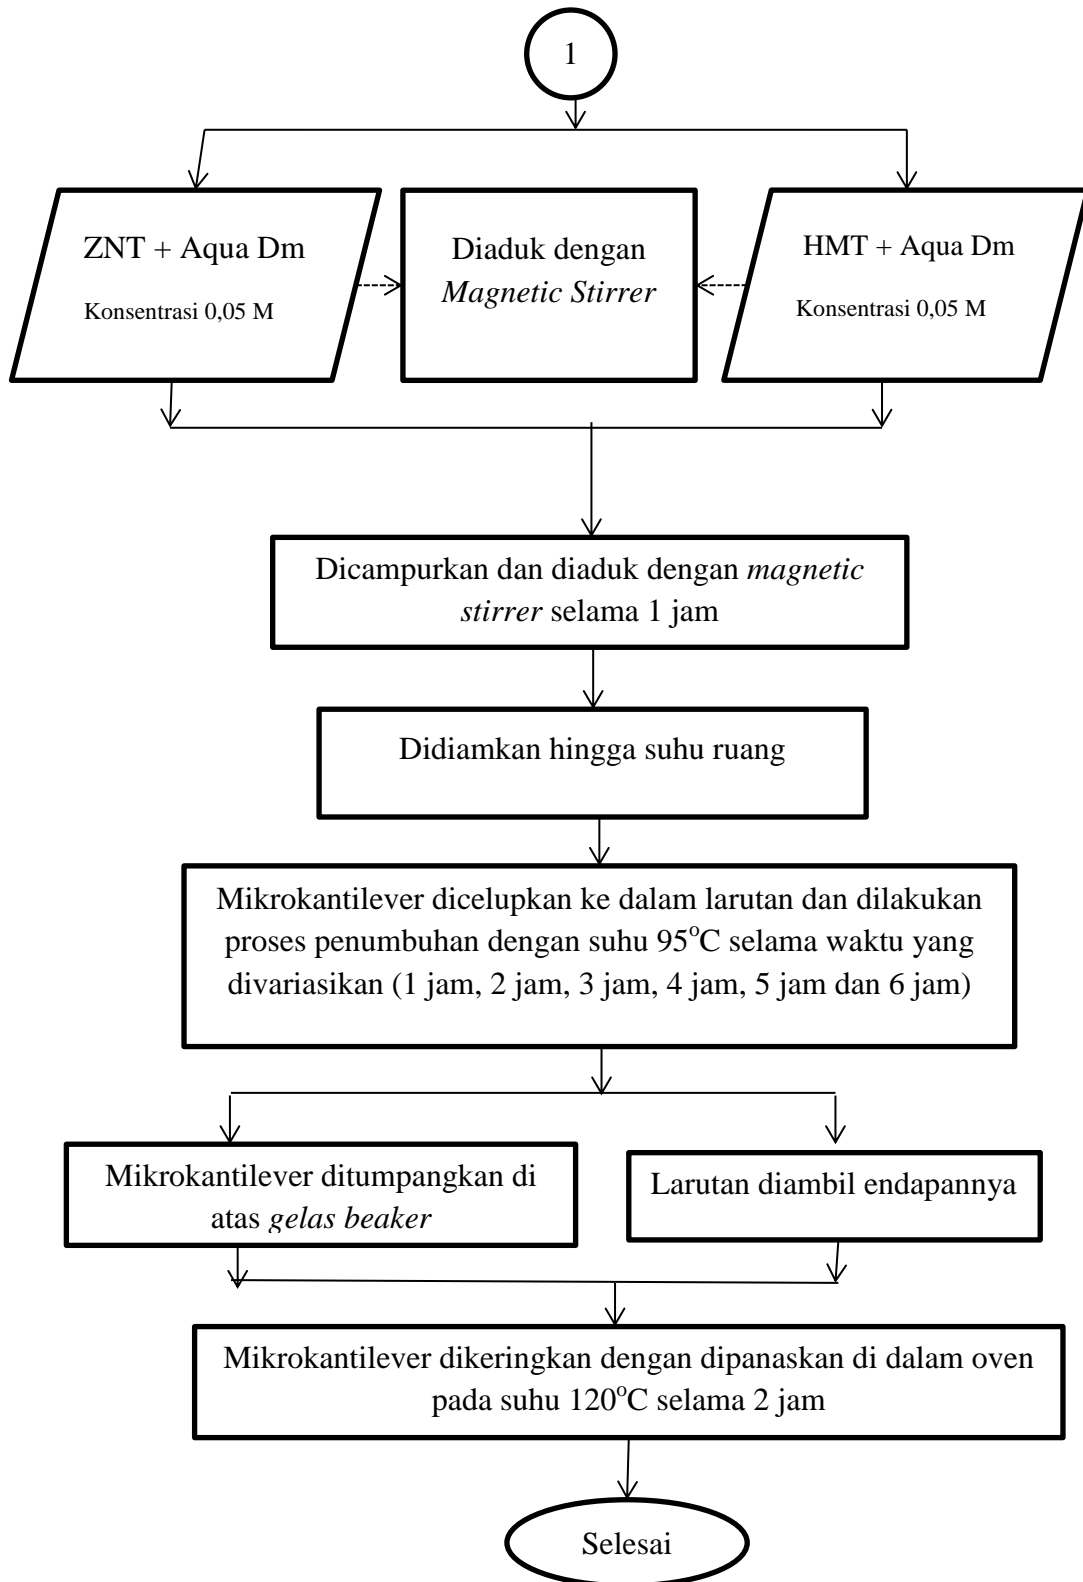 1
ZNT + Aqua Dm
Konsentrasi 0,05 M
Diaduk dengan
Magnetic Stirrer
HMT + Aqua Dm
Konsentrasi 0,05 M
Dicampurkan dan diaduk dengan magnetic
stirrer selama 1 jam
Didiamkan hingga suhu ruang
Mikrokantilever dicelupkan ke dalam larutan dan dilakukan
proses penumbuhan dengan suhu 95°C selama waktu yang
divariasikan (1 jam, 2 jam, 3 jam, 4 jam, 5 jam dan 6 jam)
Mikrokantilever ditumpangkan di
atas gelas beaker
Larutan diambil endapannya
Mikrokantilever dikeringkan dengan dipanaskan di dalam oven
pada suhu 120°C selama 2 jam
Selesai